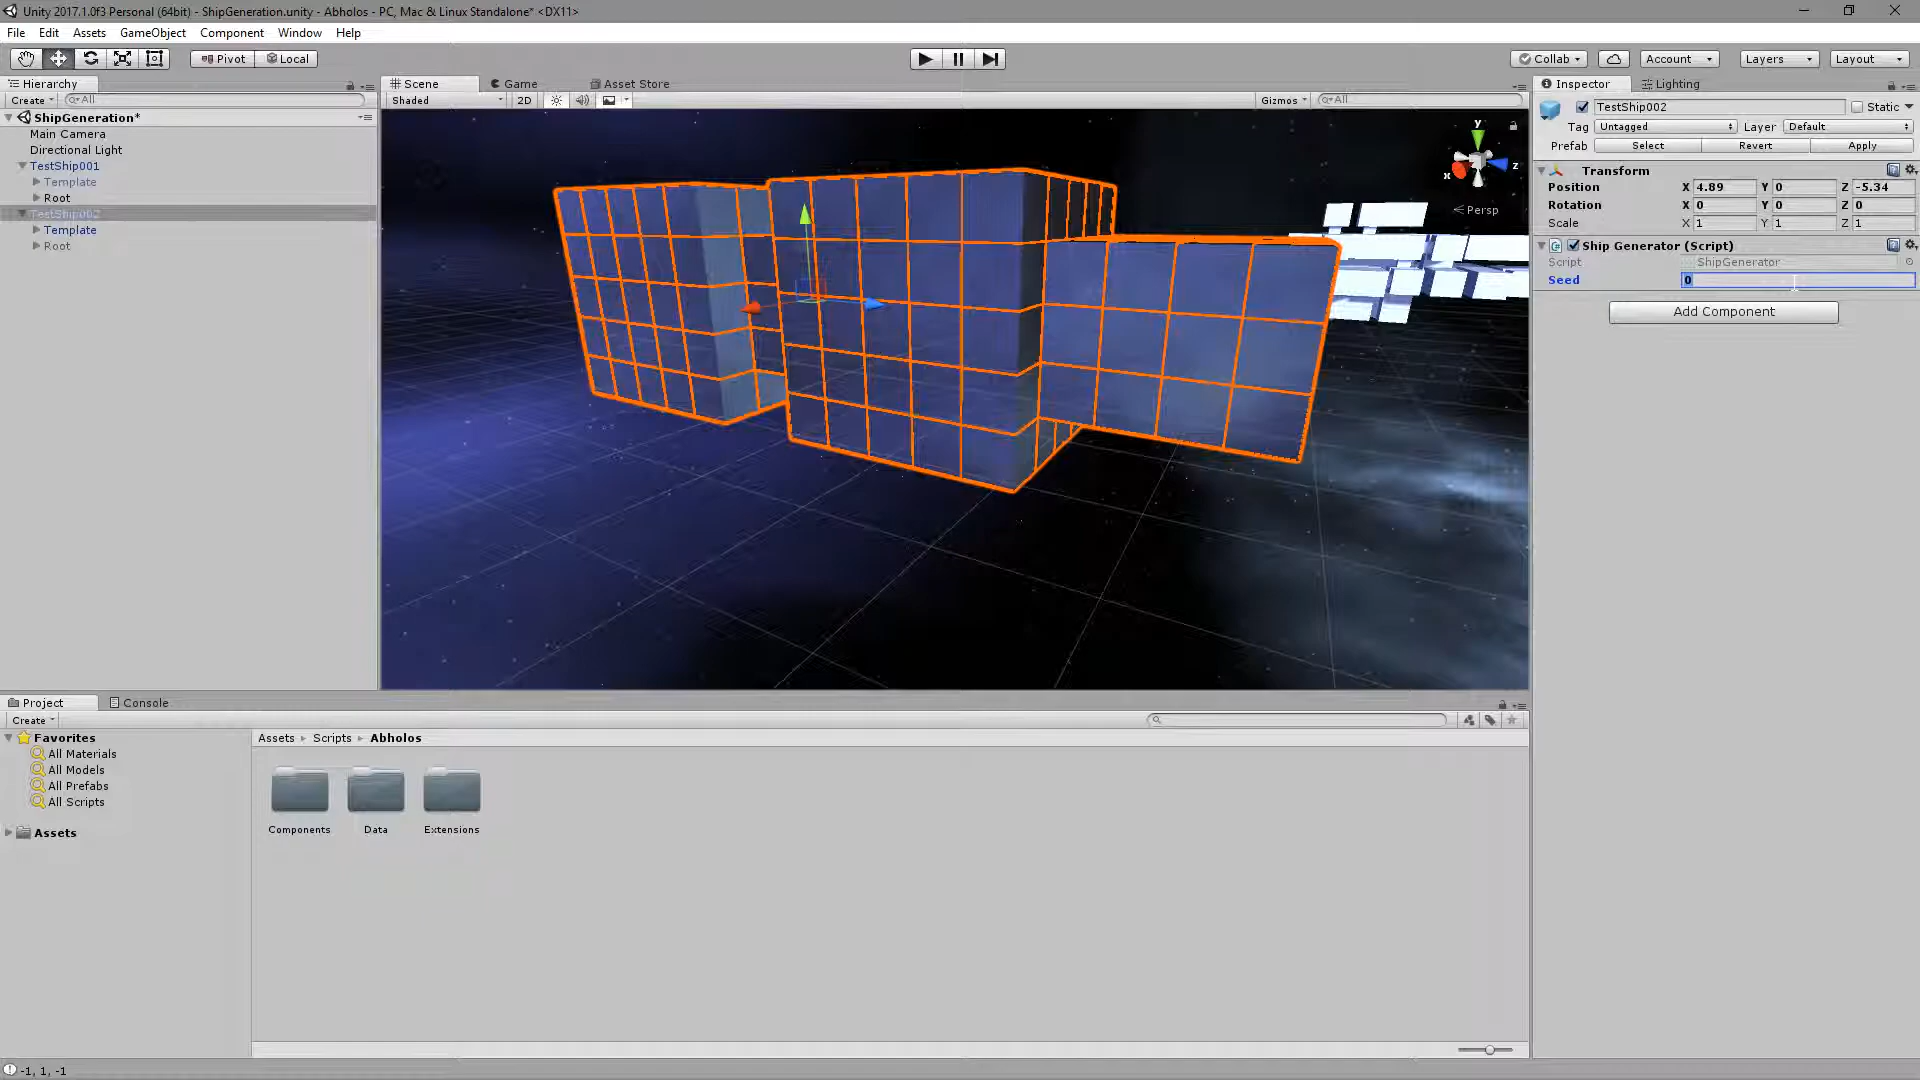 Unity 2017.1.0f3 Personal (64bit) - ShipGeneration.unity - Abholos - PC, Mac & Linux Standalone* <DX11>
File Edit Assets GameObject Component Window Help
Pivot Local Collab Account Layers Layout
Hierarchy
Create All
ShipGeneration*
Main Camera
Directional Light
TestShip001
Template
Root
TestShip002
Template
Root
Scene Game Asset Store
Shaded 2D Gizmos All
y
z
x
Persp
Inspector Lighting
TestShip002 Static
Tag Untagged Layer Default
Prefab Select Revert Apply
Transform
Position X 4.89 Y 0 Z -5.34
Rotation X 0 Y 0 Z 0
Scale X 1 Y 1 Z 1
Ship Generator (Script)
Script ShipGenerator
Seed 0
Add Component
Project Console
Create
Favorites
All Materials
All Models
All Prefabs
All Scripts
Assets
Assets Scripts Abholos
Components Data Extensions
-1, 1, -1